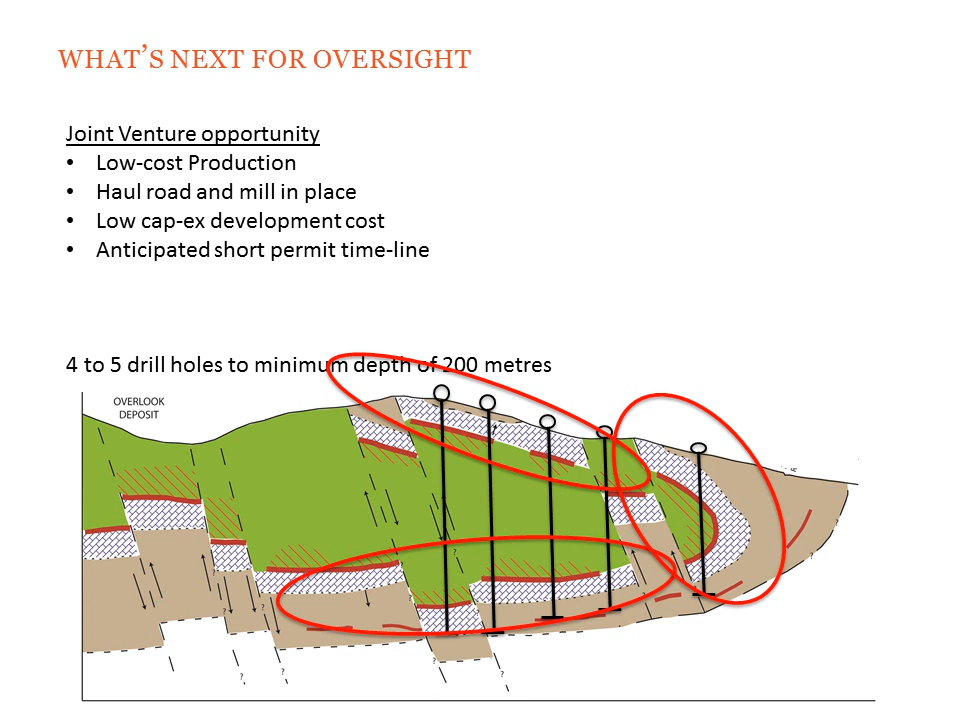 WHAT'S NEXT FOR OVERSIGHT
Joint Venture opportunity
• Low-cost Production
• Haul road and mill in place
• Low cap-ex development cost
• Anticipated short permit time-line
4 to 5 drill holes to minimum depth of 200 metres
OVERLOOK
DEPOSIT
?
?
?
?
?
?
?
?
?
?